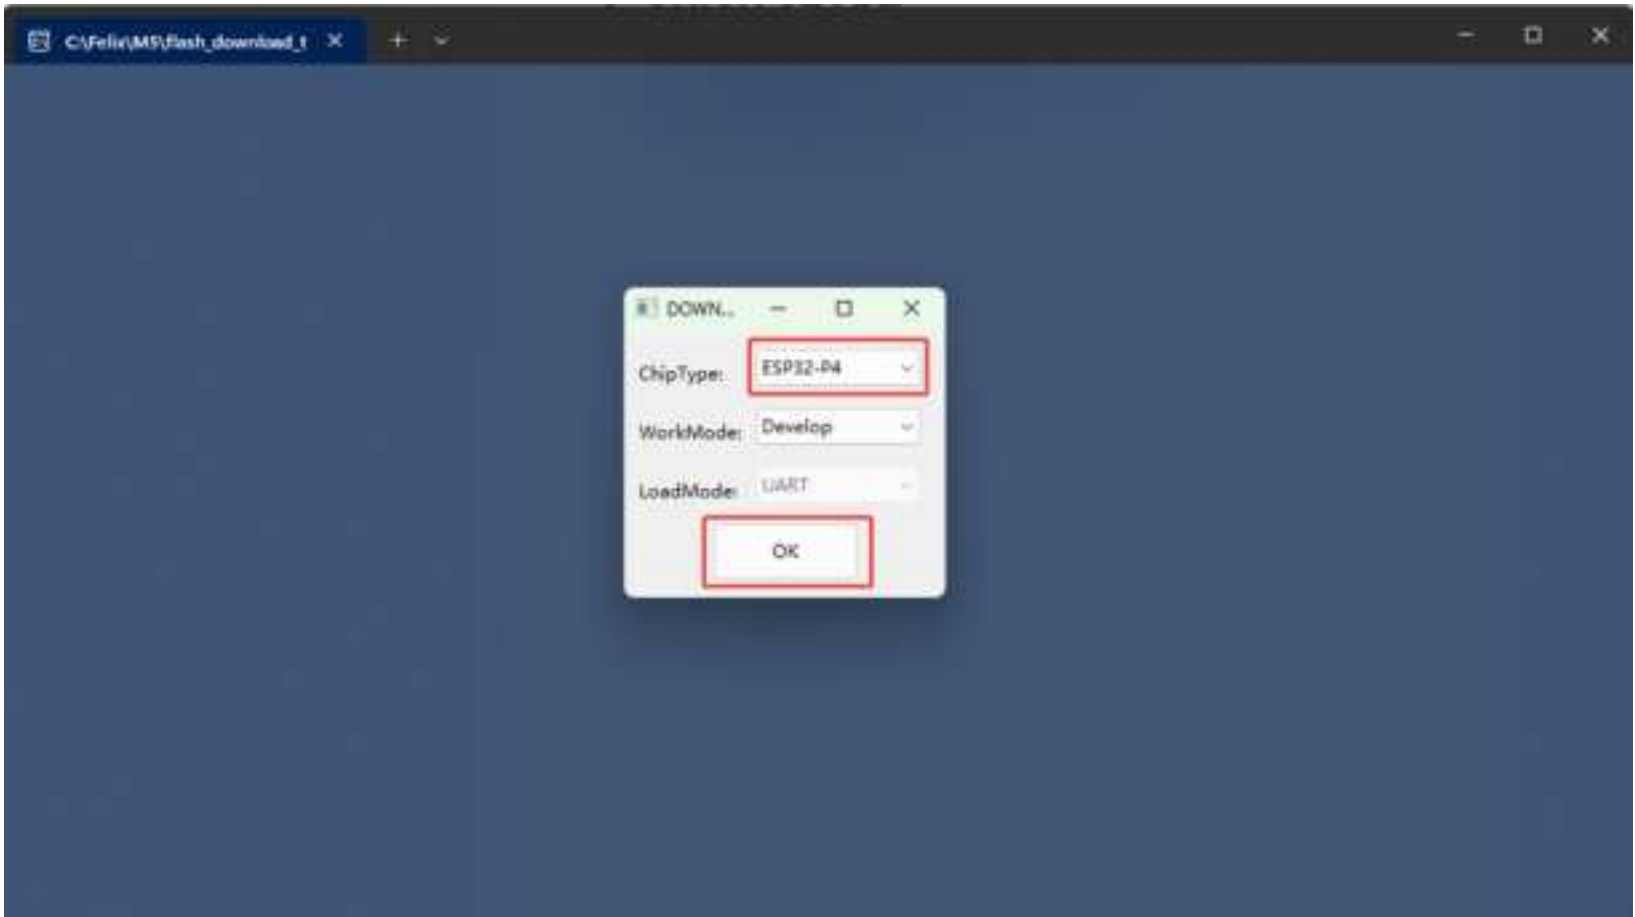 C:\Felix\M5\flash_download_t
DOWN...
ChipType: ESP32-P4
WorkMode: Develop
LoadMode: UART
OK